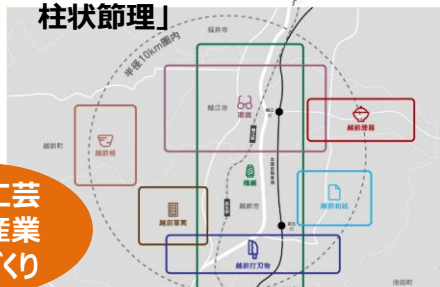 柱状節理」
半径10km圏内
福井市
鯖江市
眼鏡
越前漆器
越前町
越前焼
繊維
越前和紙
越前箪笥
越前市
越前打刃物
池田町
工芸
産業
づくり